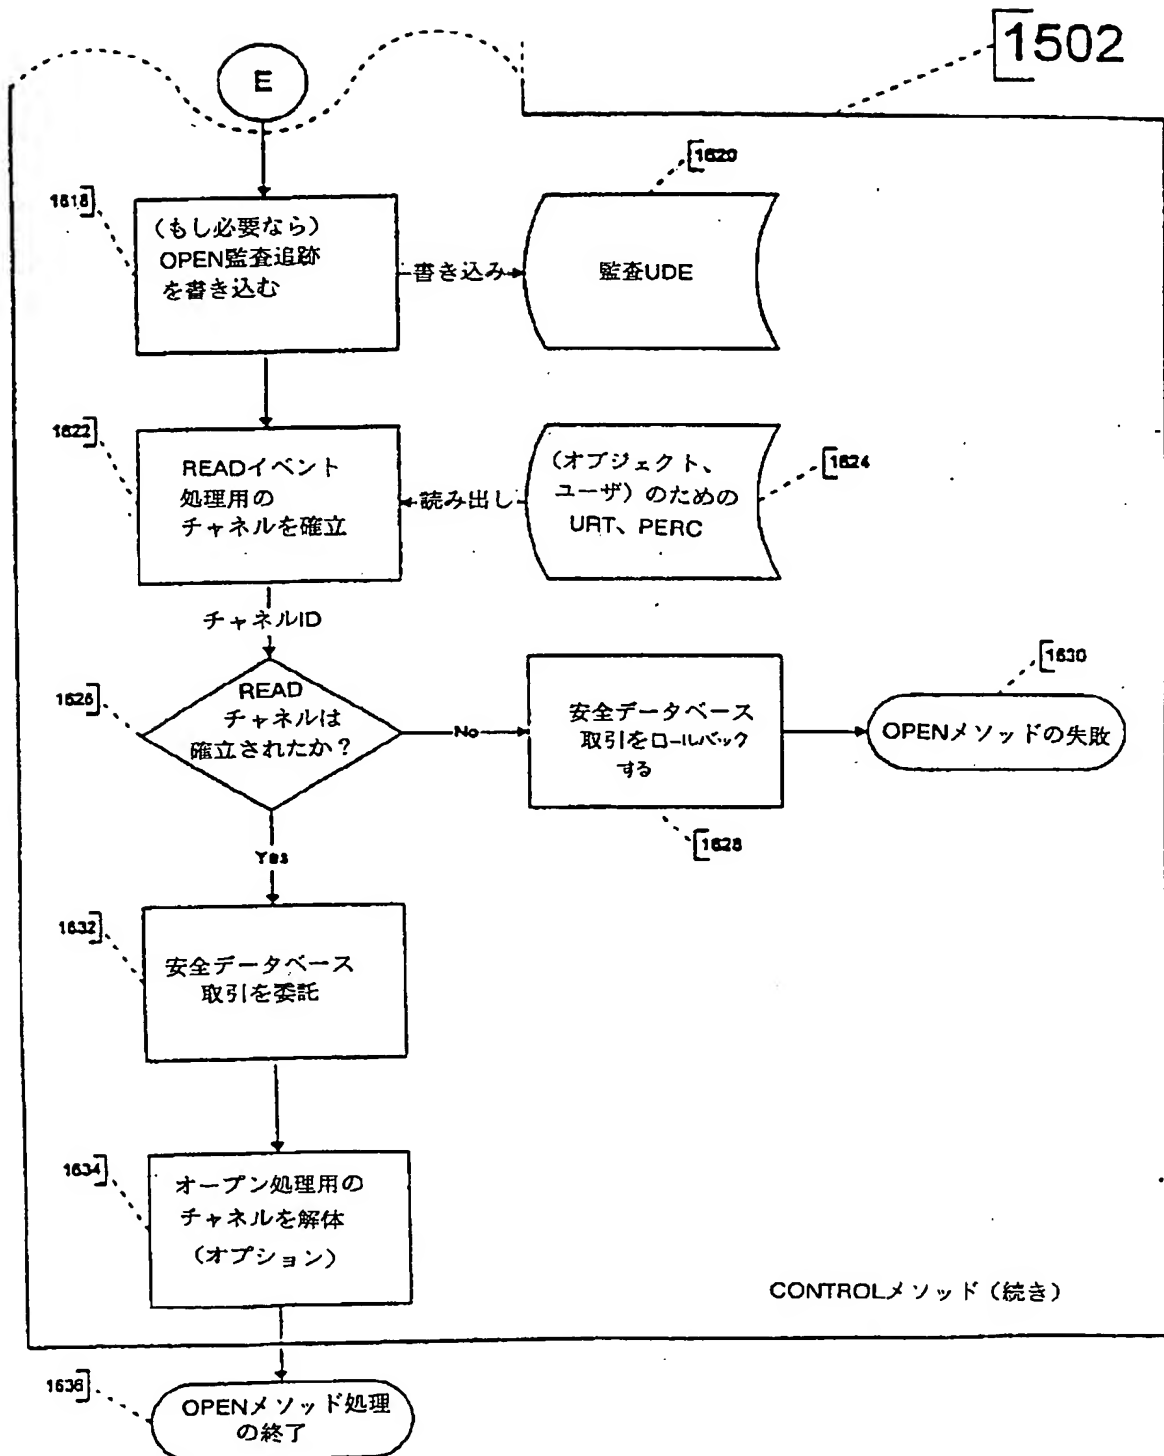 1502
E
1618
(もし必要なら)
OPEN監査追跡
を書き込む
書き込み
1620
監査UDE
1622
READイベント
処理用の
チャネルを確立
読み出し
(オブジェクト、
ユーザ)のための
URT、PERC
1624
チャネルID
1626
READ
チャネルは
確立されたか?
No
安全データベース
取引をロールバック
する
1628
1630
OPENメソッドの失敗
Yes
1632
安全データベース
取引を委託
1634
オープン処理用の
チャネルを解体
(オプション)
CONTROLメソッド(続き)
1636
OPENメソッド処理
の終了